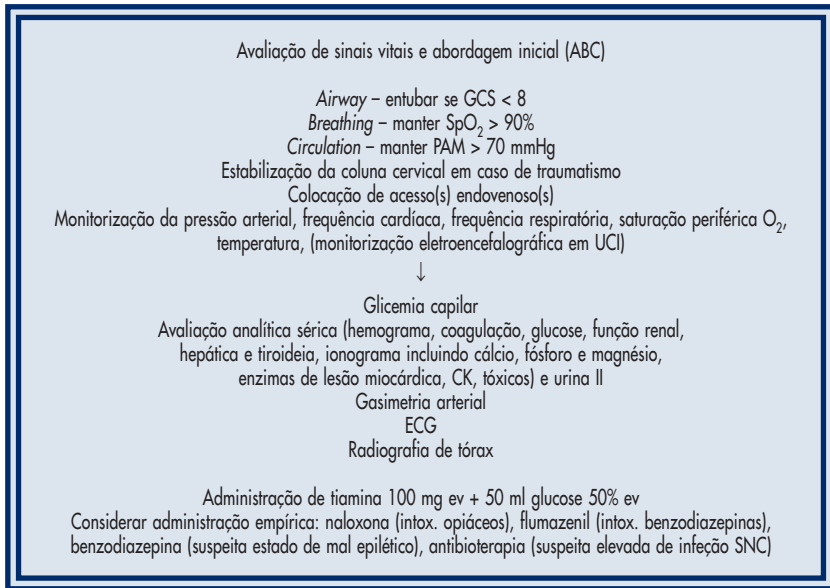 Avaliação de sinais vitais e abordagem inicial (ABC)
Airway – entubar se GCS < 8
Breathing – manter SpO₂ > 90%
Circulation – manter PAM > 70 mmHg
Estabilização da coluna cervical em caso de traumatismo
Colocação de acesso(s) endovenoso(s)
Monitorização da pressão arterial, frequência cardíaca, frequência respiratória, saturação periférica O₂,
temperatura, (monitorização eletroencefalográfica em UCI)
↓
Glicemia capilar
Avaliação analítica sérica (hemograma, coagulação, glucose, função renal,
hepática e tiroideia, ionograma incluindo cálcio, fósforo e magnésio,
enzimas de lesão miocárdica, CK, tóxicos) e urina II
Gasimetria arterial
ECG
Radiografia de tórax
Administração de tiamina 100 mg ev + 50 ml glucose 50% ev
Considerar administração empírica: naloxona (intox. opiáceos), flumazenil (intox. benzodiazepinas),
benzodiazepina (suspeita estado de mal epilético), antibioterapia (suspeita elevada de infeção SNC)